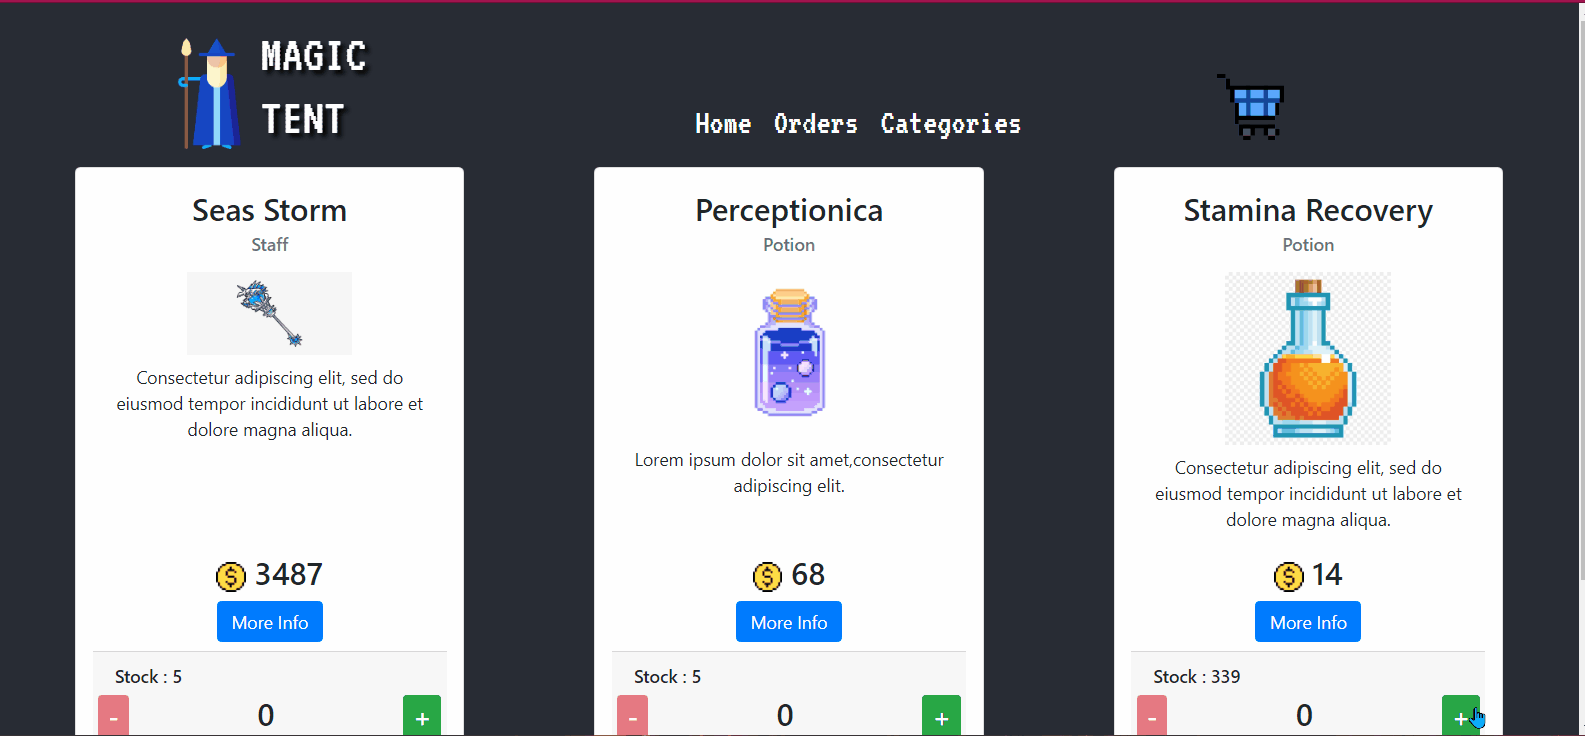 MAGIC
TENT
Home Orders Categories
Seas Storm
Staff
Consectetur adipiscing elit, sed do
eiusmod tempor incididunt ut labore et
dolore magna aliqua.
$ 3487
More Info
Stock : 5
- 0 +
Perceptionica
Potion
Lorem ipsum dolor sit amet,consectetur
adipiscing elit.
$ 68
More Info
Stock : 5
- 0 +
Stamina Recovery
Potion
Consectetur adipiscing elit, sed do
eiusmod tempor incididunt ut labore et
dolore magna aliqua.
$ 14
More Info
Stock : 339
- 0 +